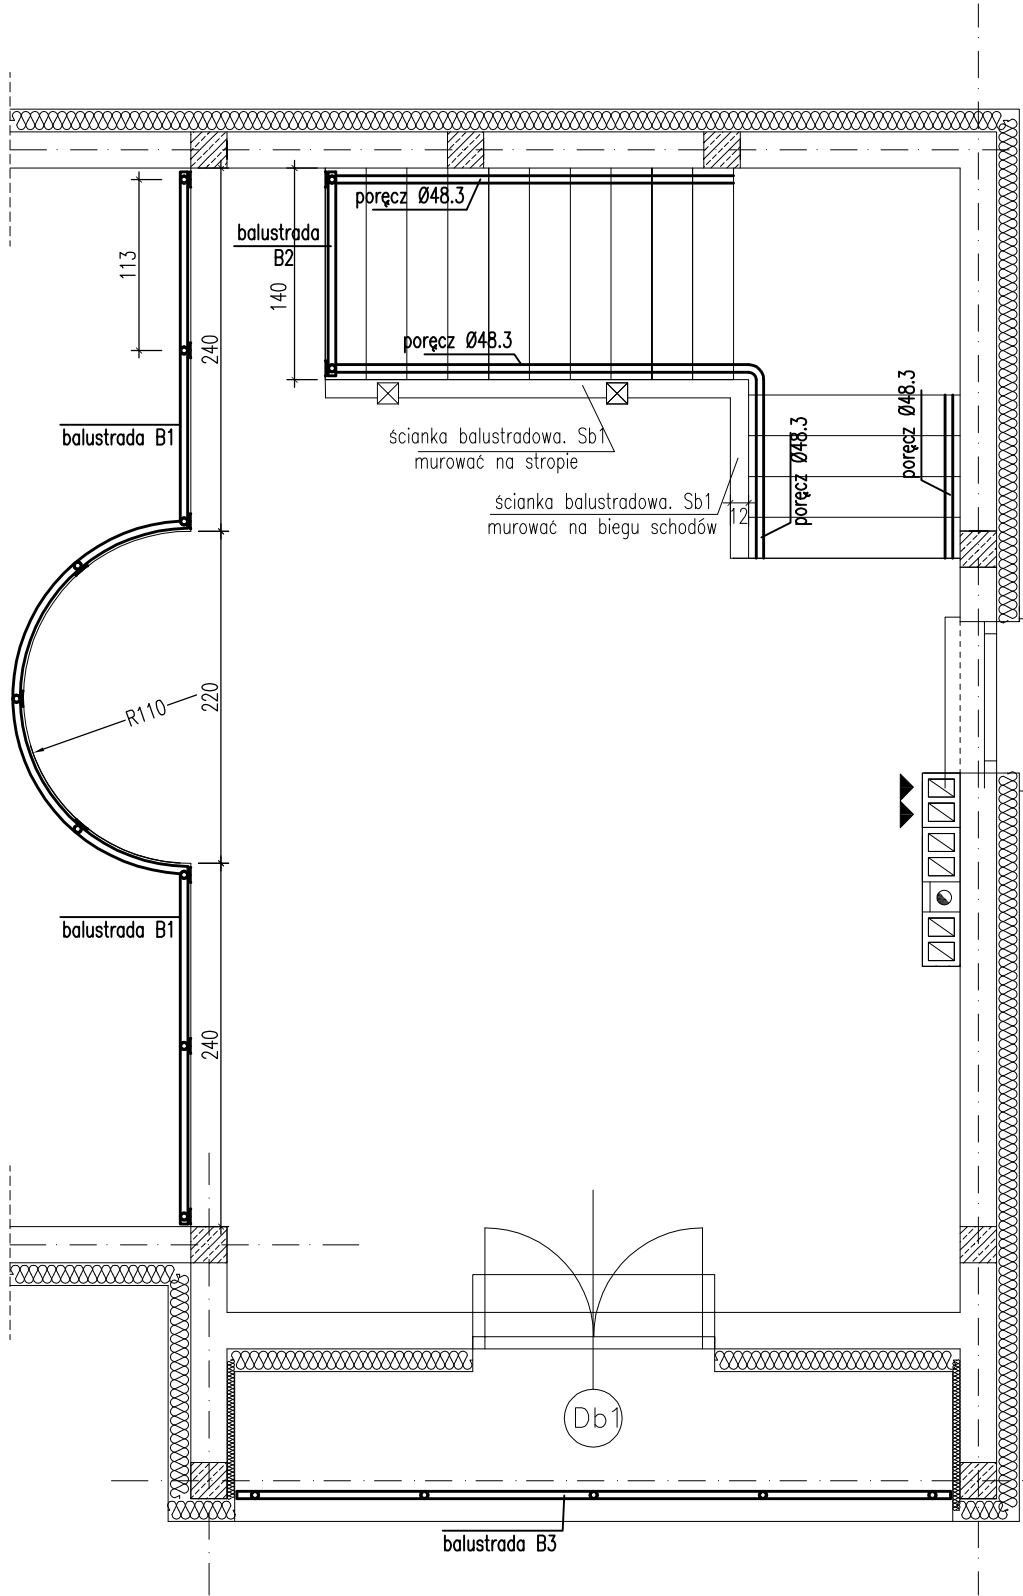 poręcz Ø48.3
balustrada
B2
113
140
240
poręcz Ø48.3
balustrada B1
ścianka balustradowa. Sb1
murować na stropie
poręcz Ø48.3
poręcz Ø48.3
ścianka balustradowa. Sb1
murować na biegu schodów
12
R110
220
balustrada B1
240
Db1
balustrada B3